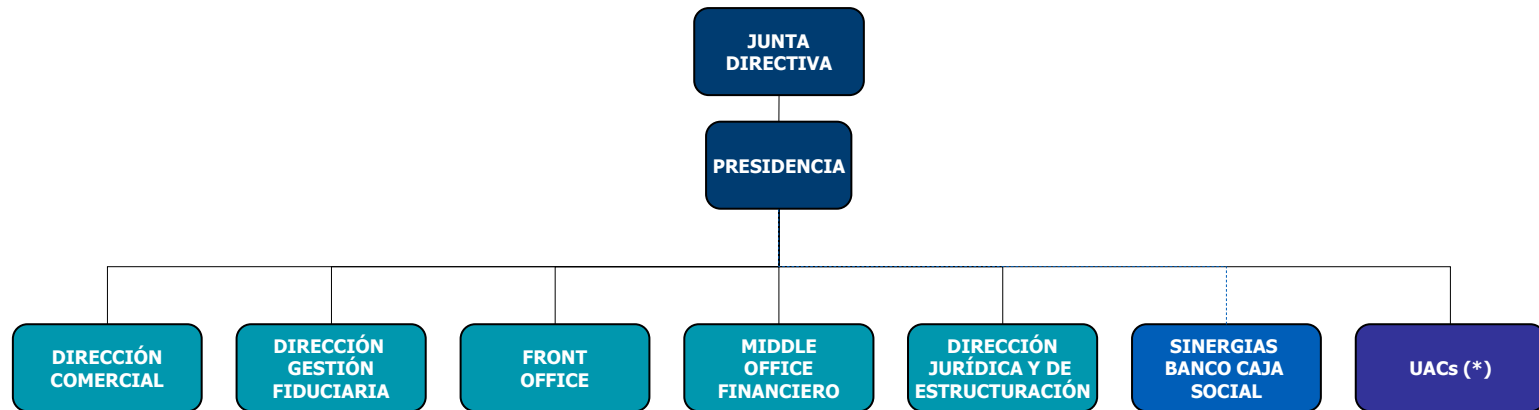 JUNTA
DIRECTIVA
PRESIDENCIA
DIRECCIÓN
COMERCIAL
DIRECCIÓN
GESTIÓN
FIDUCIARIA
FRONT
OFFICE
MIDDLE
OFFICE
FINANCIERO
DIRECCIÓN
JURÍDICA Y DE
ESTRUCTURACIÓN
SINERGIAS
BANCO CAJA
SOCIAL
UACs (*)